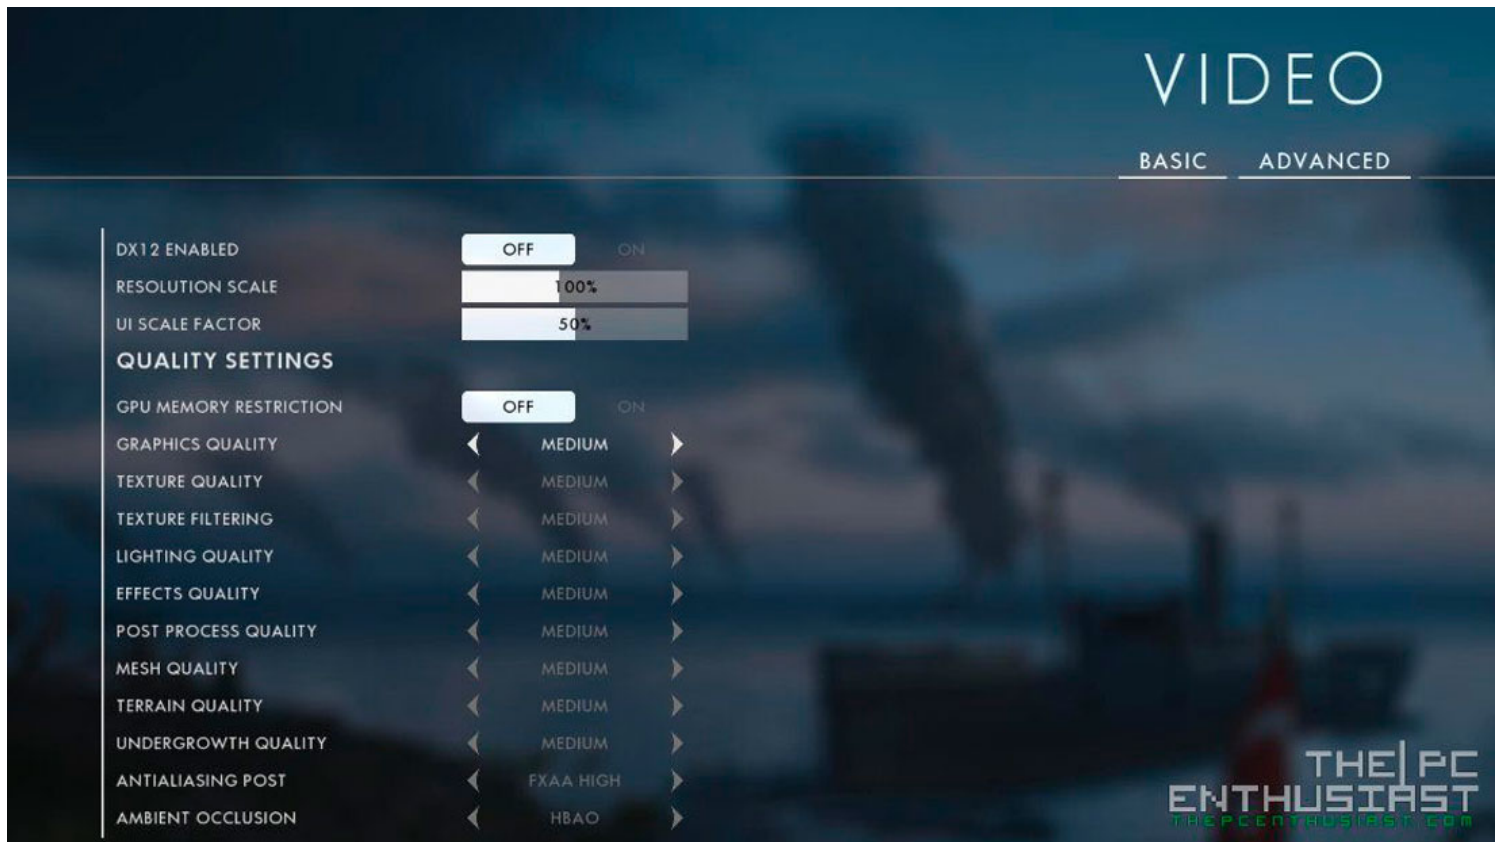 VIDEO
BASIC ADVANCED
DX12 ENABLED OFF ON
RESOLUTION SCALE 100%
UI SCALE FACTOR 50%
QUALITY SETTINGS
GPU MEMORY RESTRICTION OFF ON
GRAPHICS QUALITY MEDIUM
TEXTURE QUALITY MEDIUM
TEXTURE FILTERING MEDIUM
LIGHTING QUALITY MEDIUM
EFFECTS QUALITY MEDIUM
POST PROCESS QUALITY MEDIUM
MESH QUALITY MEDIUM
TERRAIN QUALITY MEDIUM
UNDERGROWTH QUALITY MEDIUM
ANTIALIASING POST FXAA HIGH
AMBIENT OCCLUSION HBAO
THE|PC
ENTHUSIAST
THEPCENTHUSIAST.COM